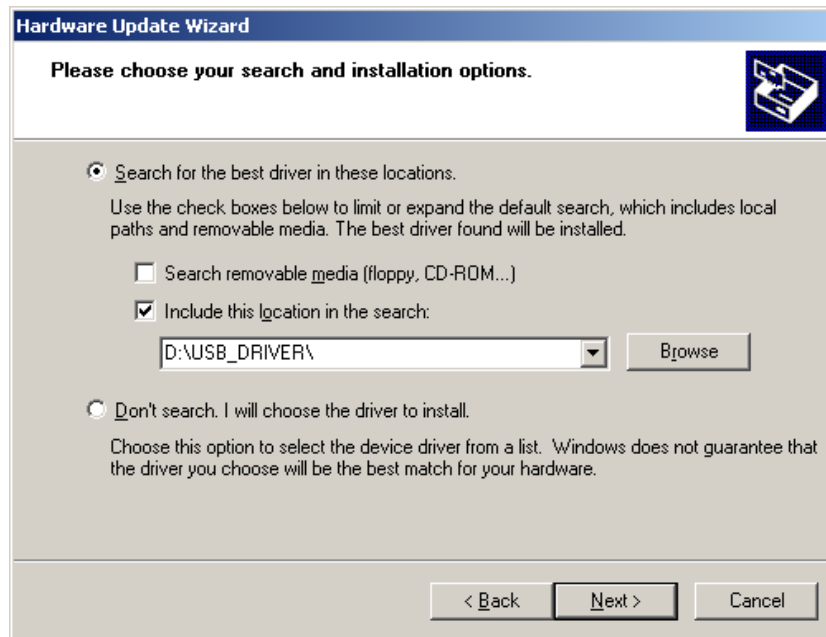 Hardware Update Wizard
Please choose your search and installation options.
Search for the best driver in these locations.
Use the check boxes below to limit or expand the default search, which includes local
paths and removable media. The best driver found will be installed.
Search removable media (floppy, CD-ROM...)
Include this location in the search:
D:\USB_DRIVER\
Browse
Don't search. I will choose the driver to install.
Choose this option to select the device driver from a list. Windows does not guarantee that
the driver you choose will be the best match for your hardware.
< Back
Next >
Cancel